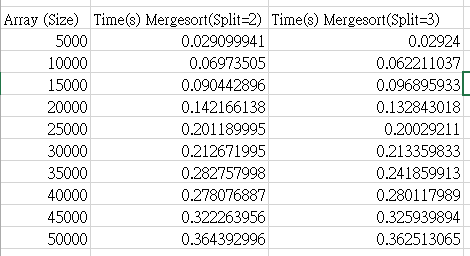 Array (Size) Time(s) Mergesort(Split=2) Time(s) Mergesort(Split=3)
5000 0.029099941 0.02924
10000 0.06973505 0.062211037
15000 0.090442896 0.096895933
20000 0.142166138 0.132843018
25000 0.201189995 0.20029211
30000 0.212671995 0.213359833
35000 0.282757998 0.241859913
40000 0.278076887 0.280117989
45000 0.322263956 0.325939894
50000 0.364392996 0.362513065